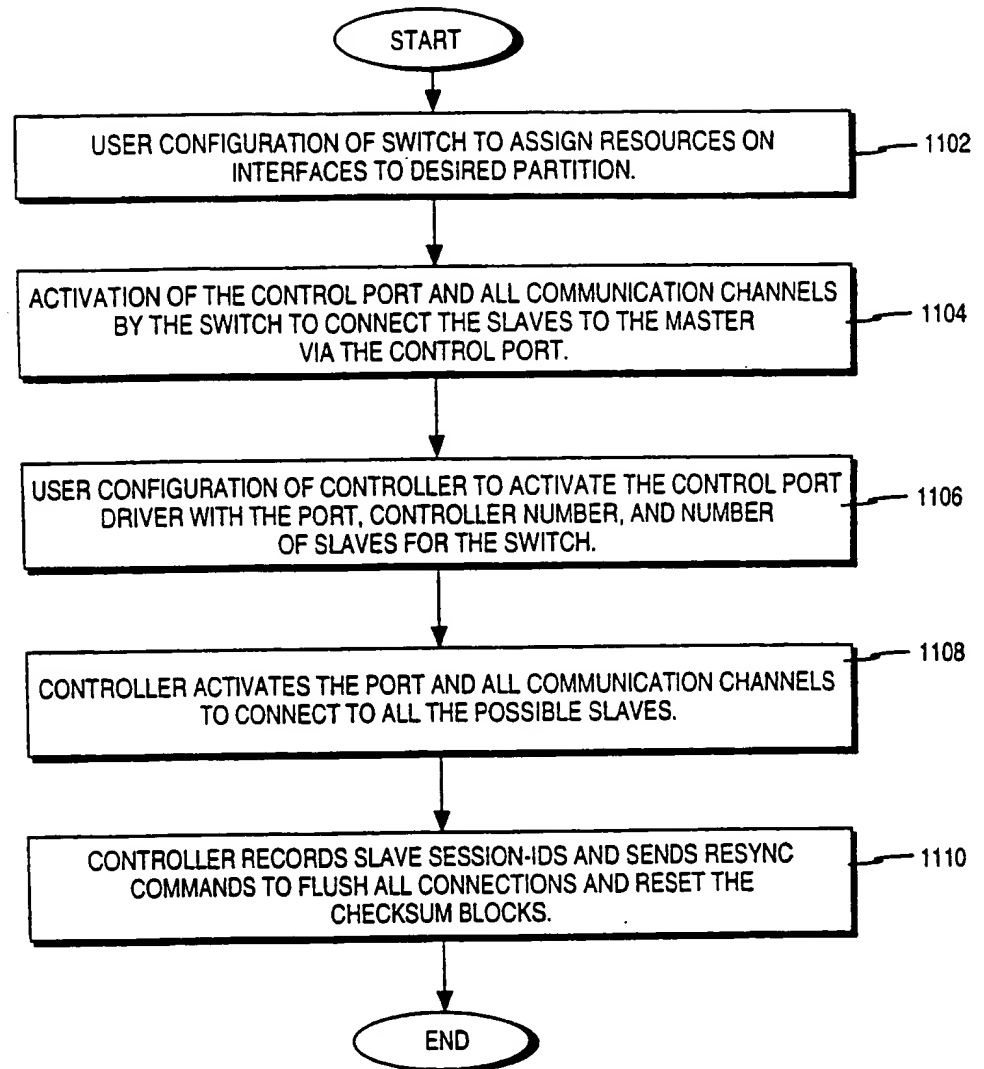 START
USER CONFIGURATION OF SWITCH TO ASSIGN RESOURCES ON
INTERFACES TO DESIRED PARTITION.
1102
ACTIVATION OF THE CONTROL PORT AND ALL COMMUNICATION CHANNELS
BY THE SWITCH TO CONNECT THE SLAVES TO THE MASTER
VIA THE CONTROL PORT.
1104
USER CONFIGURATION OF CONTROLLER TO ACTIVATE THE CONTROL PORT
DRIVER WITH THE PORT, CONTROLLER NUMBER, AND NUMBER
OF SLAVES FOR THE SWITCH.
1106
CONTROLLER ACTIVATES THE PORT AND ALL COMMUNICATION CHANNELS
TO CONNECT TO ALL THE POSSIBLE SLAVES.
1108
CONTROLLER RECORDS SLAVE SESSION-IDS AND SENDS RESYNC
COMMANDS TO FLUSH ALL CONNECTIONS AND RESET THE
CHECKSUM BLOCKS.
1110
END